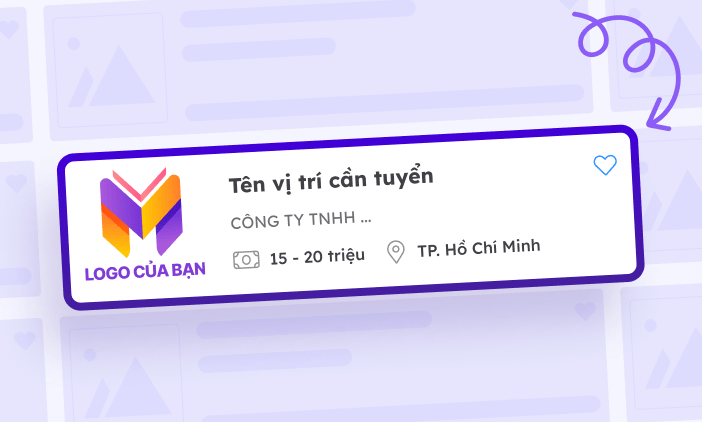 Tên vị trí cần tuyển
CÔNG TY TNHH ...
15 - 20 triệu
TP. Hồ Chí Minh
LOGO CỦA BẠN